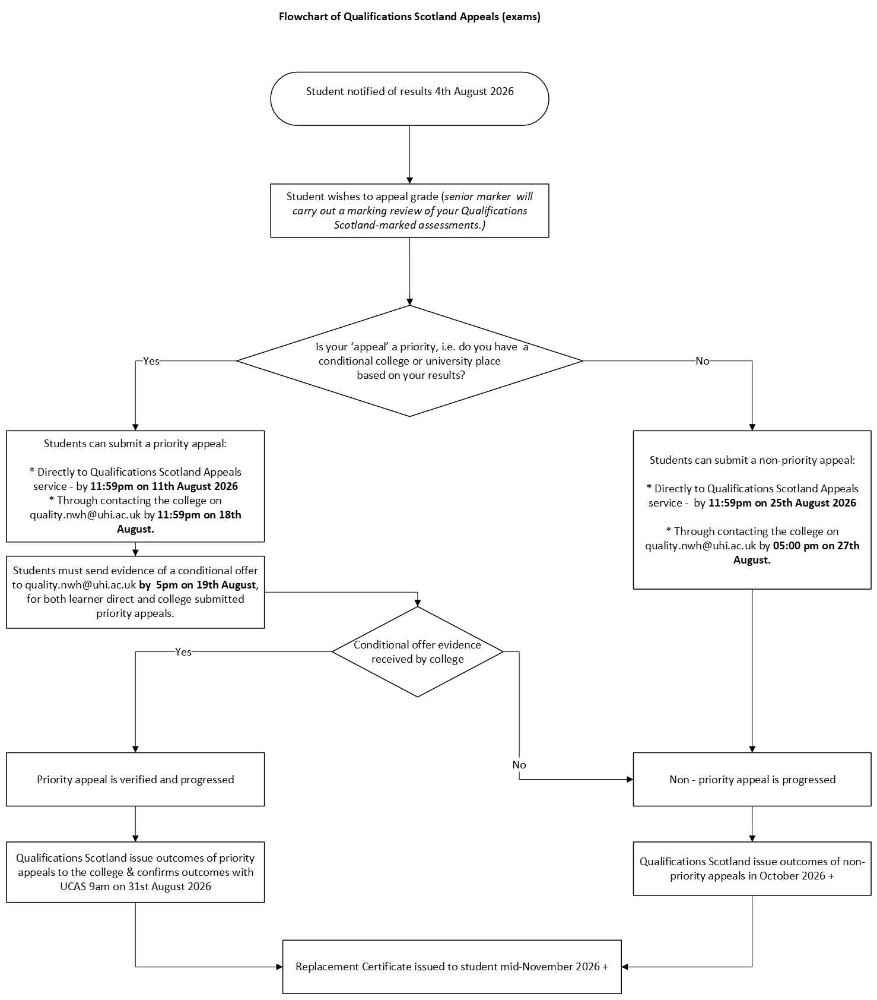 Flowchart of Qualifications Scotland Appeals (exams)
Student notified of results 4th August 2026
Student wishes to appeal grade (senior marker  will
carry out a marking review of your Qualifications
Scotland-marked assessments.)
Is your ‘appeal’ a priority, i.e. do you have  a
conditional college or university place
based on your results?
Yes
No
Students can submit a priority appeal:
* Directly to Qualifications Scotland Appeals
service - by 11:59pm on 11th August 2026
* Through contacting the college on
quality.nwh@uhi.ac.uk by 11:59pm on 18th
August.
Students can submit a non-priority appeal:
* Directly to Qualifications Scotland Appeals
service -  by 11:59pm on 25th August 2026
* Through contacting the college on
quality.nwh@uhi.ac.uk by 05:00 pm on 27th
August.
Students must send evidence of a conditional offer
to quality.nwh@uhi.ac.uk by  5pm on 19th August,
for both learner direct and college submitted
priority appeals.
Conditional offer evidence
received by college
Yes
No
Priority appeal is verified and progressed
Non - priority appeal is progressed
Qualifications Scotland issue outcomes of priority
appeals to the college & confirms outcomes with
UCAS 9am on 31st August 2026
Qualifications Scotland issue outcomes of non-
priority appeals in October 2026 +
Replacement Certificate issued to student mid-November 2026 +